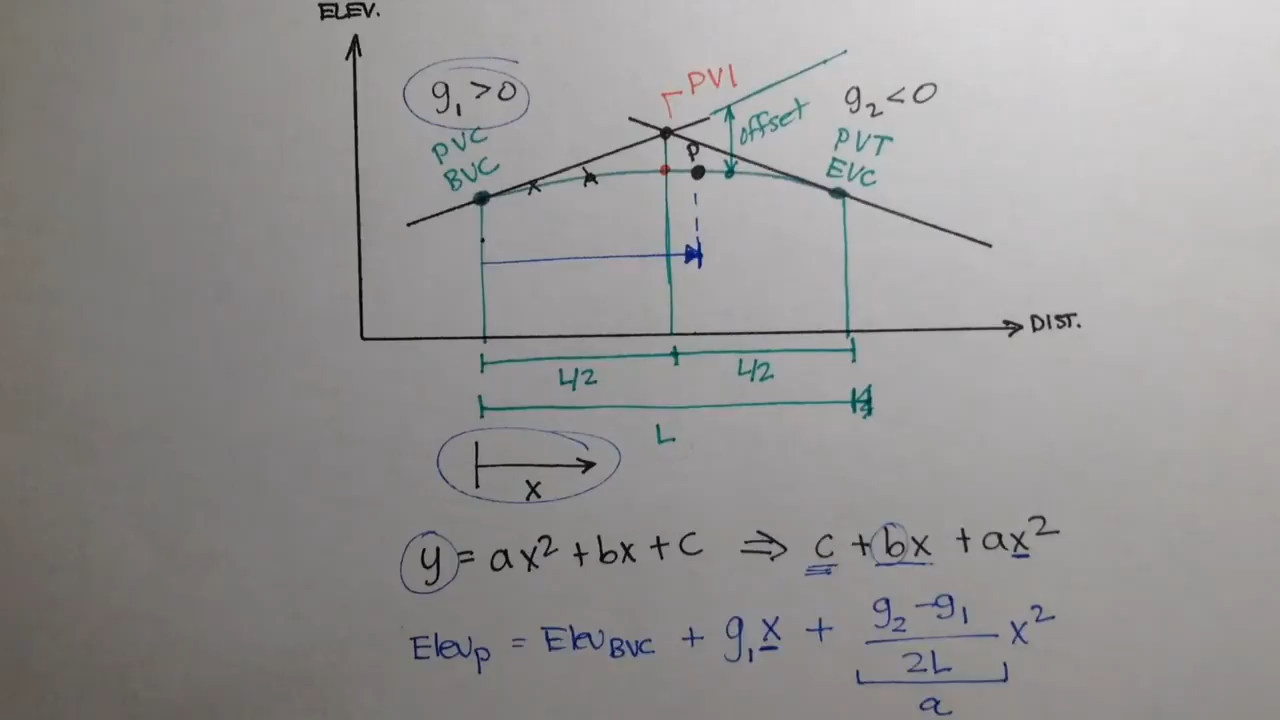 ELEV.
g₁ > 0
PVI
g₂ < 0
offset
PVC
BVC
P
PVT
EVC
DIST.
L/2
L/2
L
x
y = ax² + bx + c ⇒ c + bx + ax²
Elevp = ElevBVC + g₁x + (g₂ - g₁)/2L x²
a